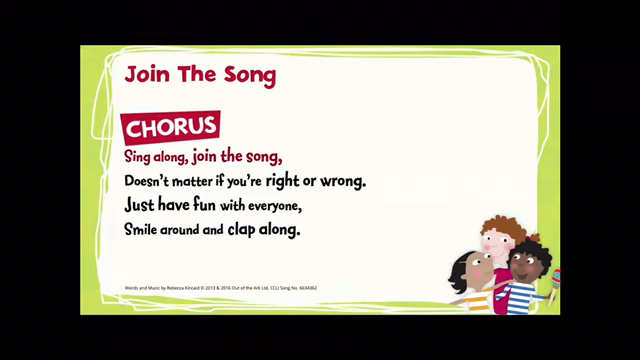 Join The Song
CHORUS
Sing along, join the song,
Doesn't matter if you're right or wrong.
Just have fun with everyone,
Smile around and clap along.
Words and Music by Rebecca Kincaid © 2013 & 2016 Out of the Ark Ltd, CCLI Song No. 6634362